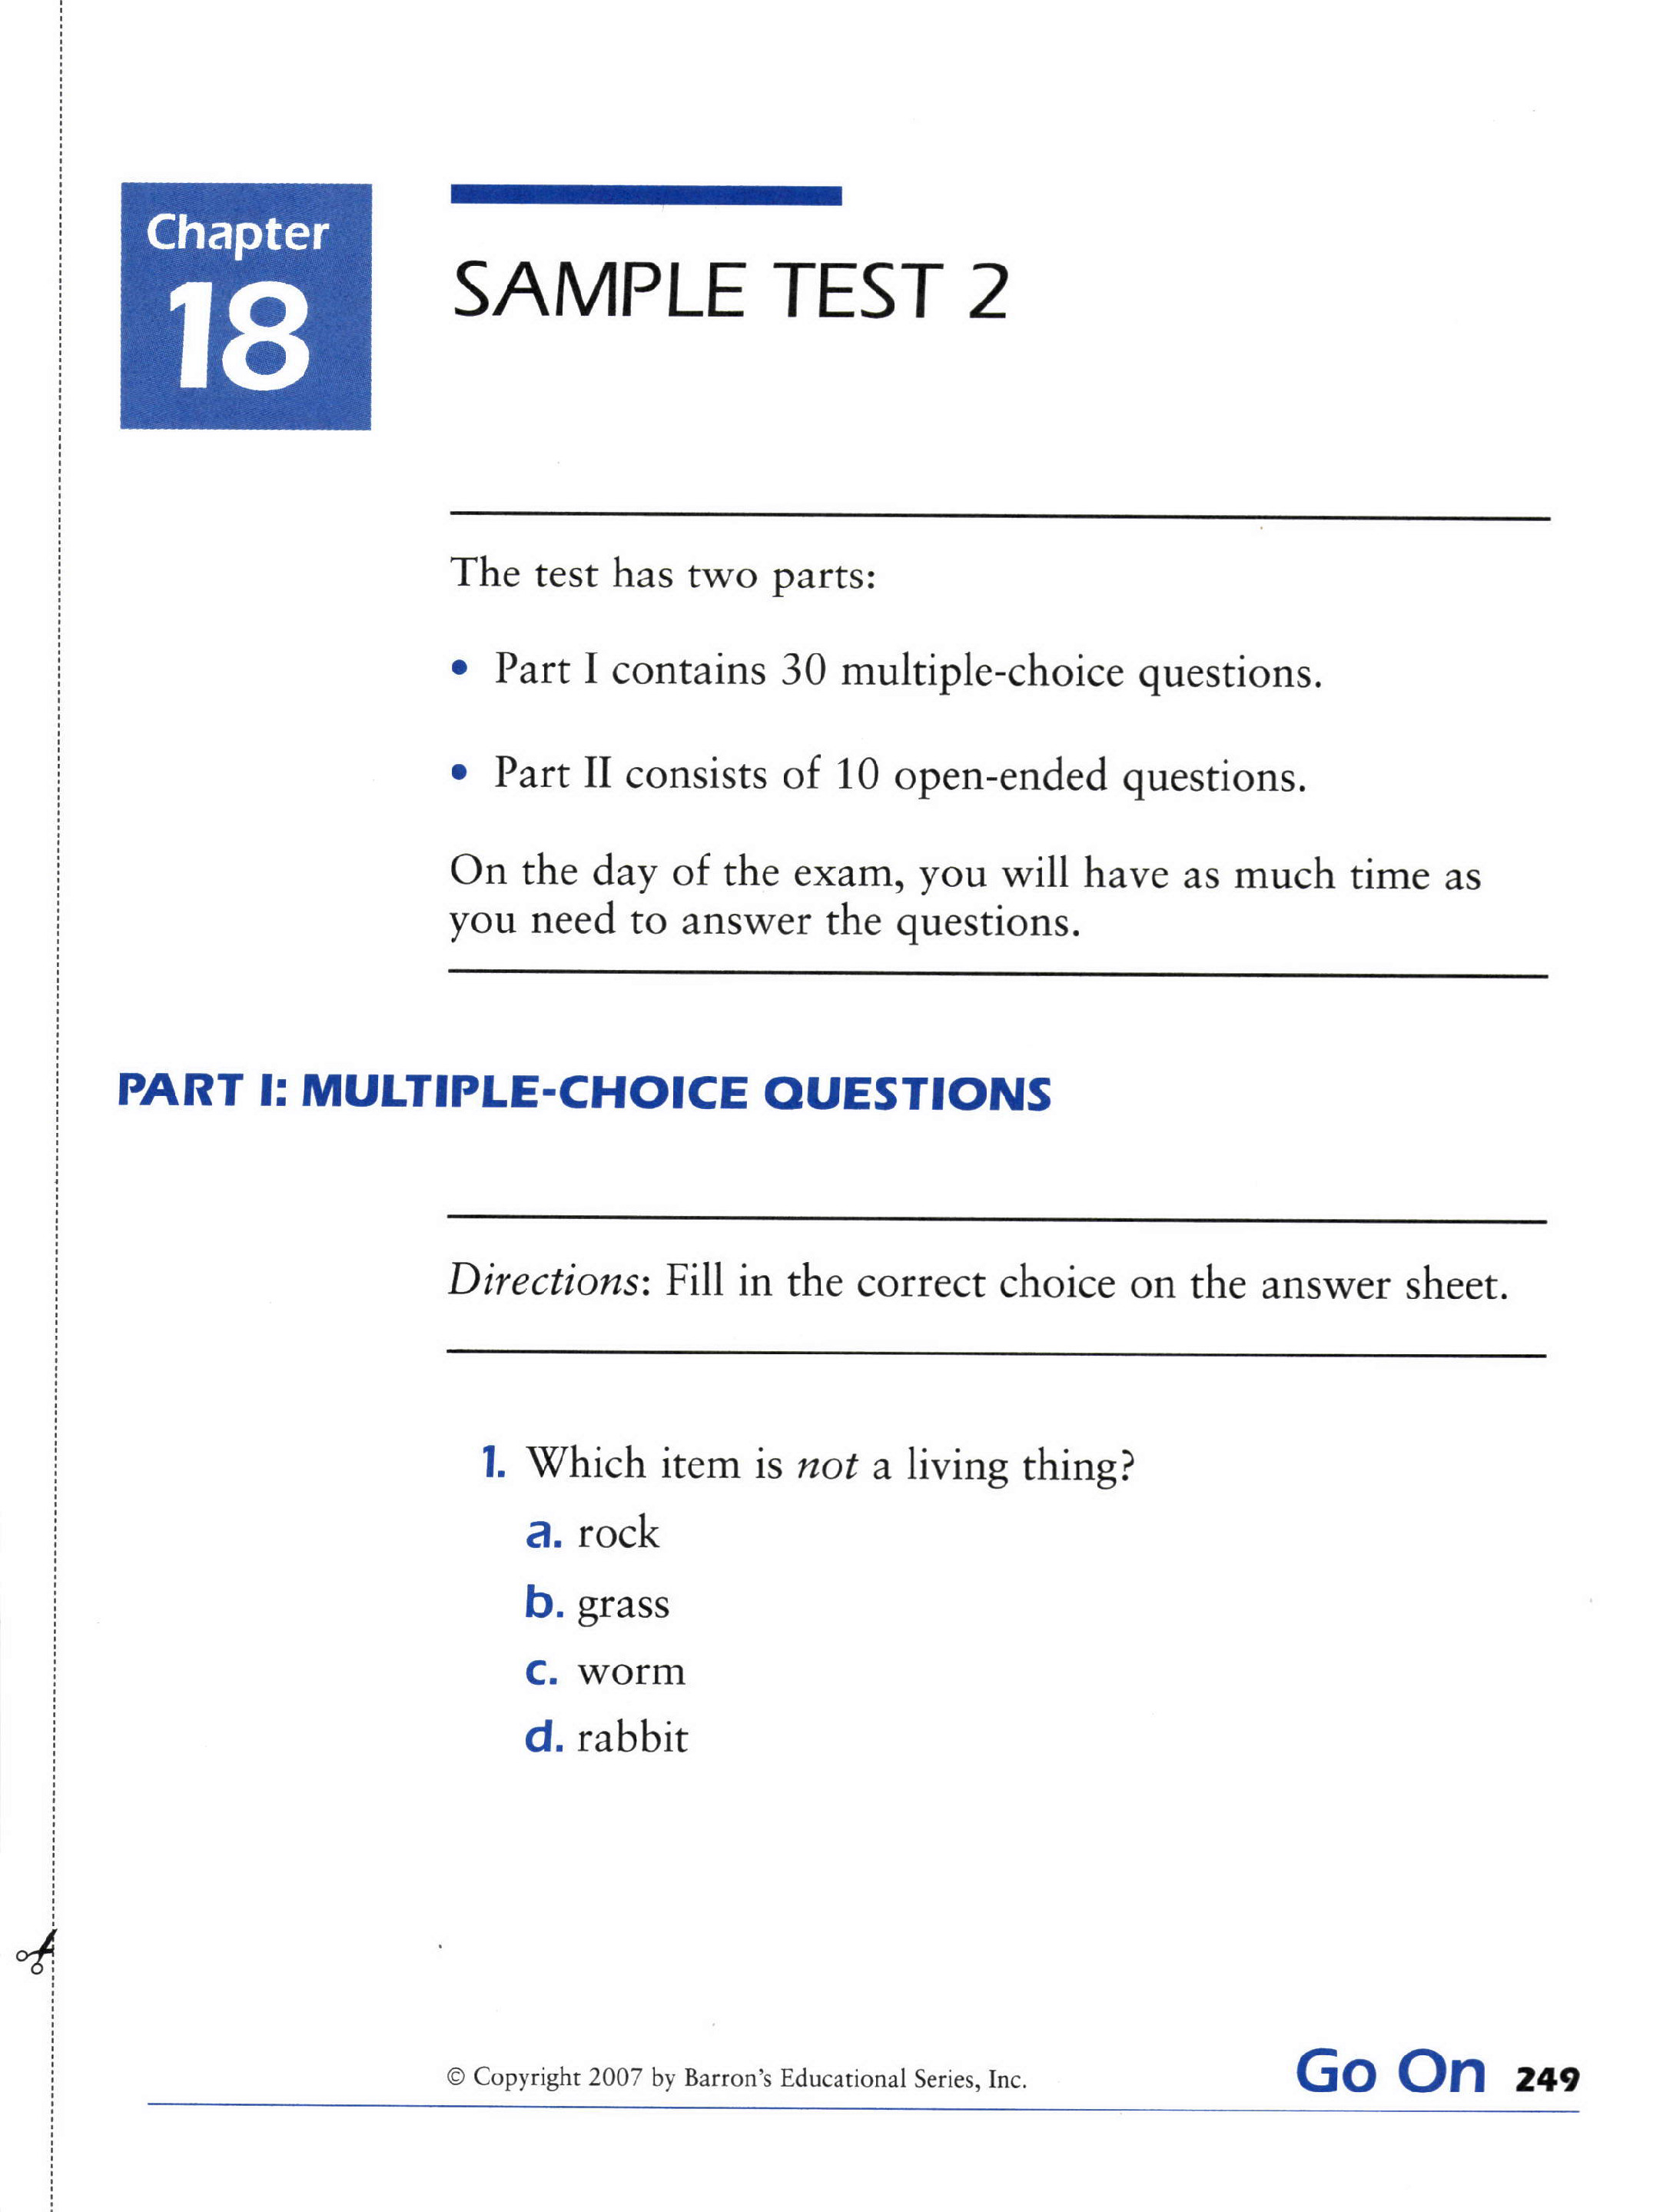 Chapter
18
SAMPLE TEST 2
The test has two parts:
• Part I contains 30 multiple-choice questions.
• Part II consists of 10 open-ended questions.
On the day of the exam, you will have as much time as
you need to answer the questions.
PART I: MULTIPLE-CHOICE QUESTIONS
Directions: Fill in the correct choice on the answer sheet.
1. Which item is not a living thing?
a. rock
b. grass
c. worm
d. rabbit
© Copyright 2007 by Barron's Educational Series, Inc.
Go On 249